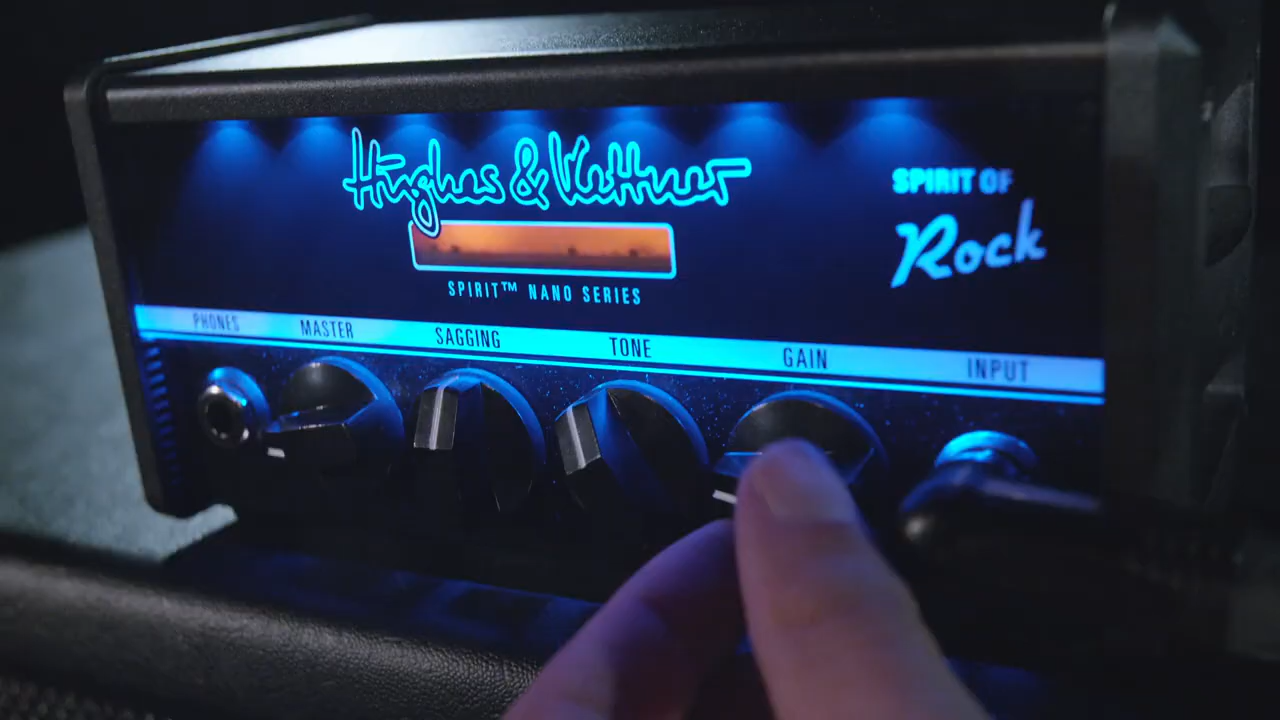 Hughes & Kettner
SPIRIT OF
Rock
SPIRIT™ NANO SERIES
PHONES MASTER SAGGING TONE GAIN INPUT